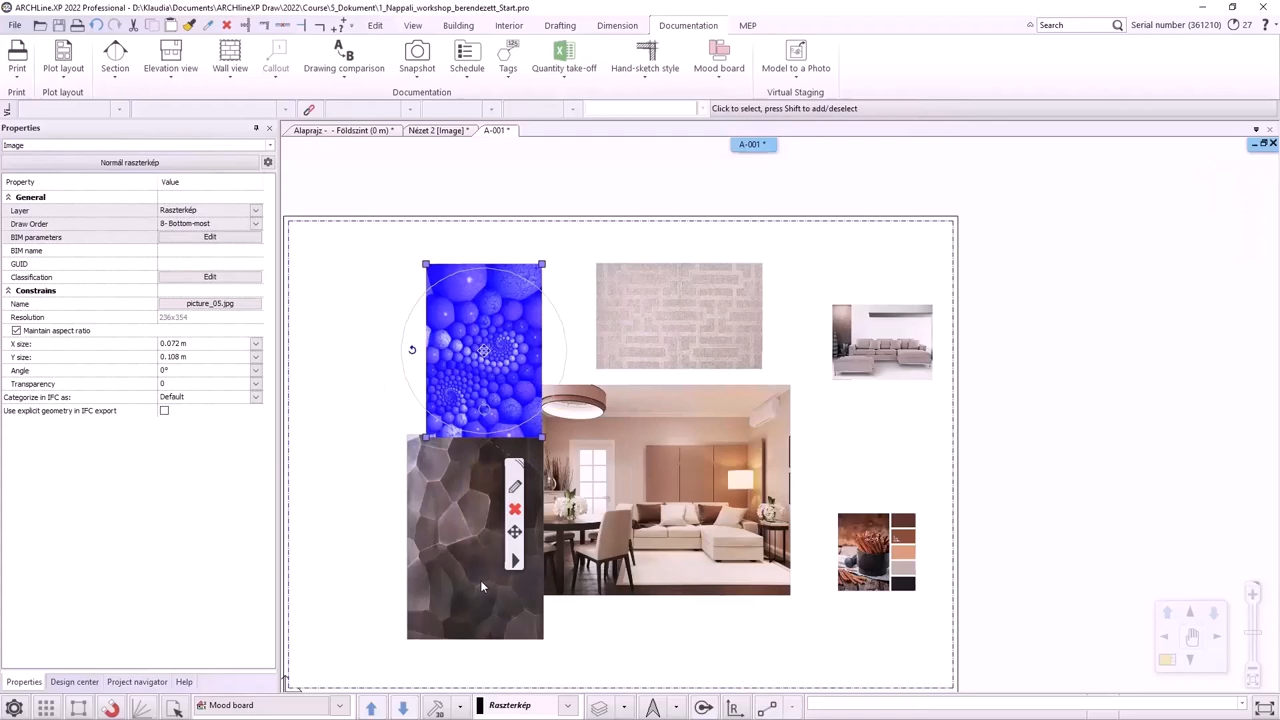 ARCHLine.XP 2022 Professional - D:\Klaudia\Documents\ARCHlineXP Draw\2022\Course\5_Dokument\1_Nappali_workshop_berendezett_Start.pro
File
Edit
View
Building
Interior
Drafting
Dimension
Documentation
MEP
Search
Serial number (361210)
27
Print
Plot layout
Section
Elevation view
Wall view
Callout
Drawing comparison
Snapshot
Schedule
Tags
Quantity take-off
Hand-sketch style
Mood board
Model to a Photo
Print
Plot layout
Documentation
Virtual Staging
Click to select, press Shift to add/deselect
Properties
Alaprajz - - Földszint (0 m) *
Nézet 2 [Image] *
A-001 *
Image
A-001 *
Normál raszterkép
Property
Value
General
Layer
Raszterkép
Draw Order
a- Bottom-most
BIM parameters
Edit
BIM name
GUID
Classification
Edit
Constrains
Name
picture_05.jpg
Resolution
236x354
Maintain aspect ratio
X size:
0.072 m
Y size:
0.108 m
Angle
0°
Transparency
0
Categorize in IFC as:
Default
Use explicit geometry in IFC export
Properties
Design center
Project navigator
Help
Mood board
30
Raszterkép